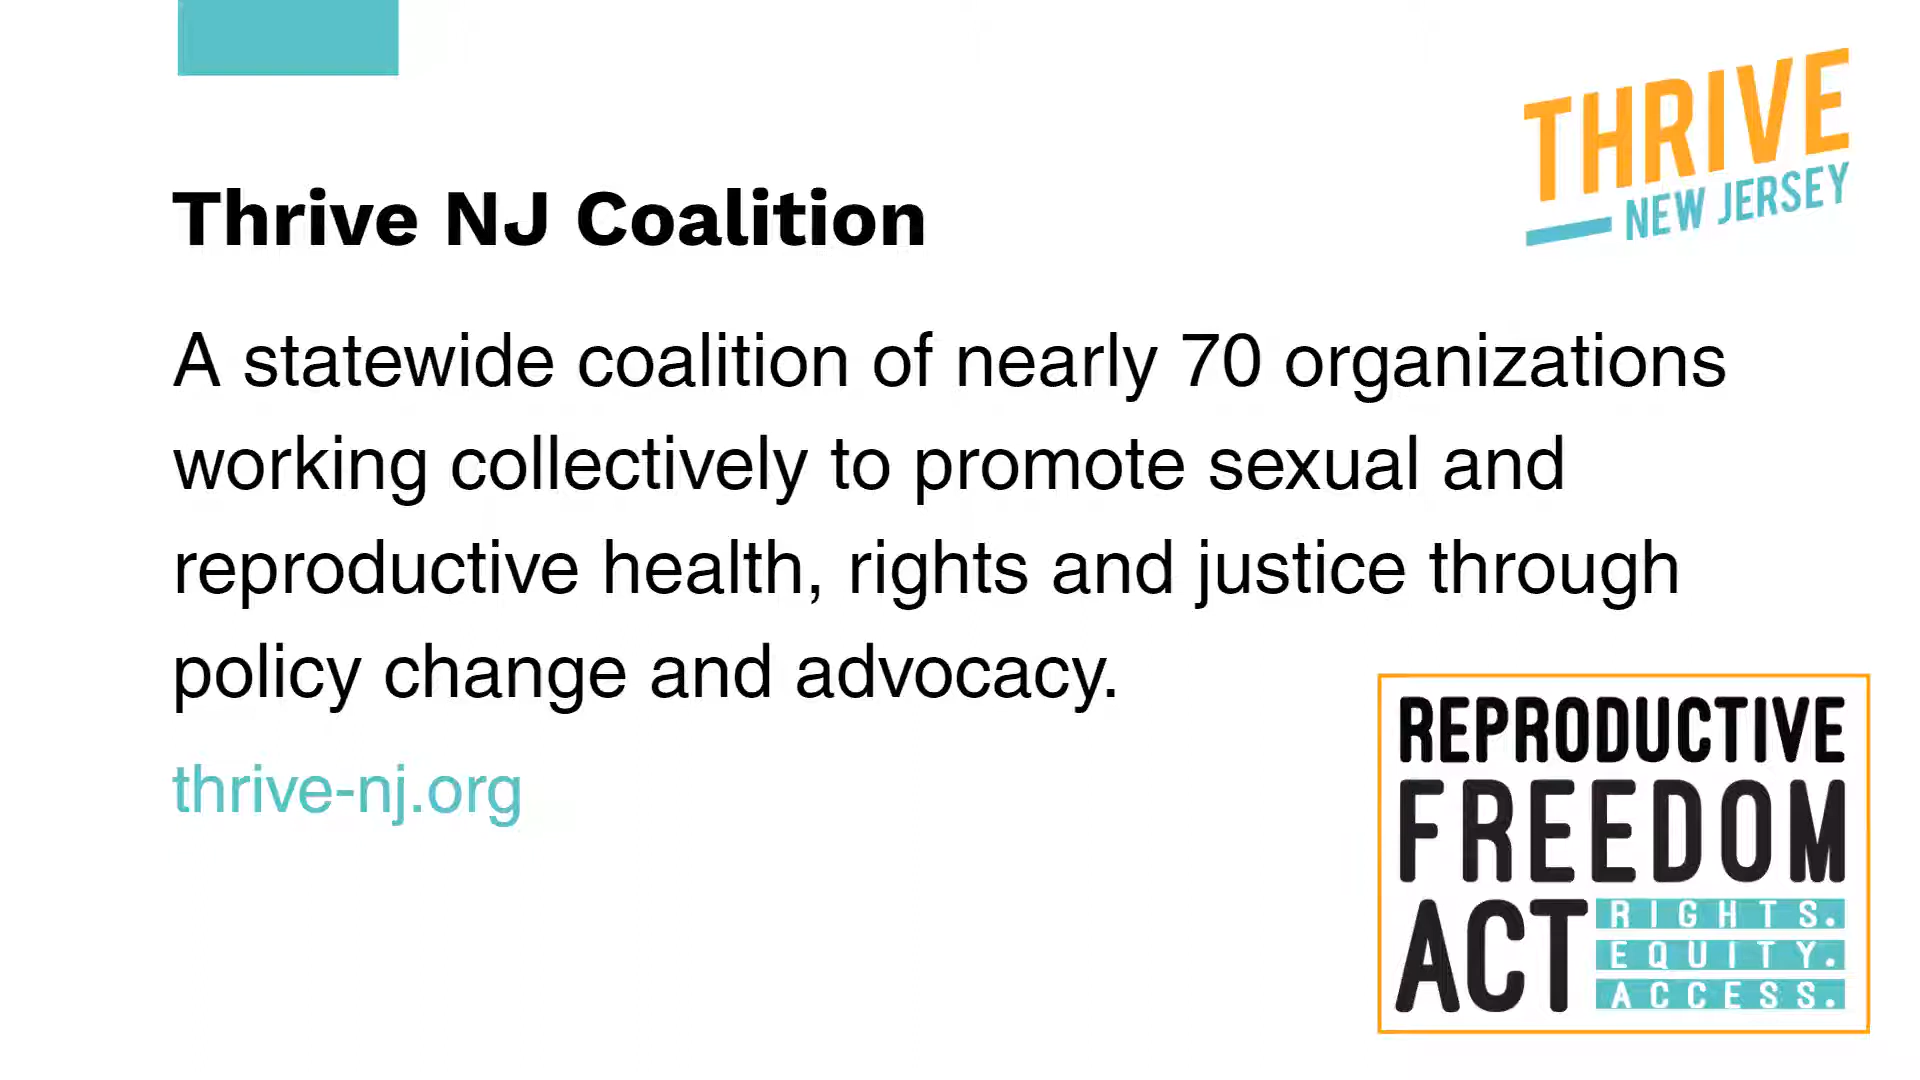 THRIVE
NEW JERSEY
Thrive NJ Coalition
A statewide coalition of nearly 70 organizations
working collectively to promote sexual and
reproductive health, rights and justice through
policy change and advocacy.
thrive-nj.org
REPRODUCTIVE
FREEDOM
ACT
RIGHTS.
EQUITY.
ACCESS.